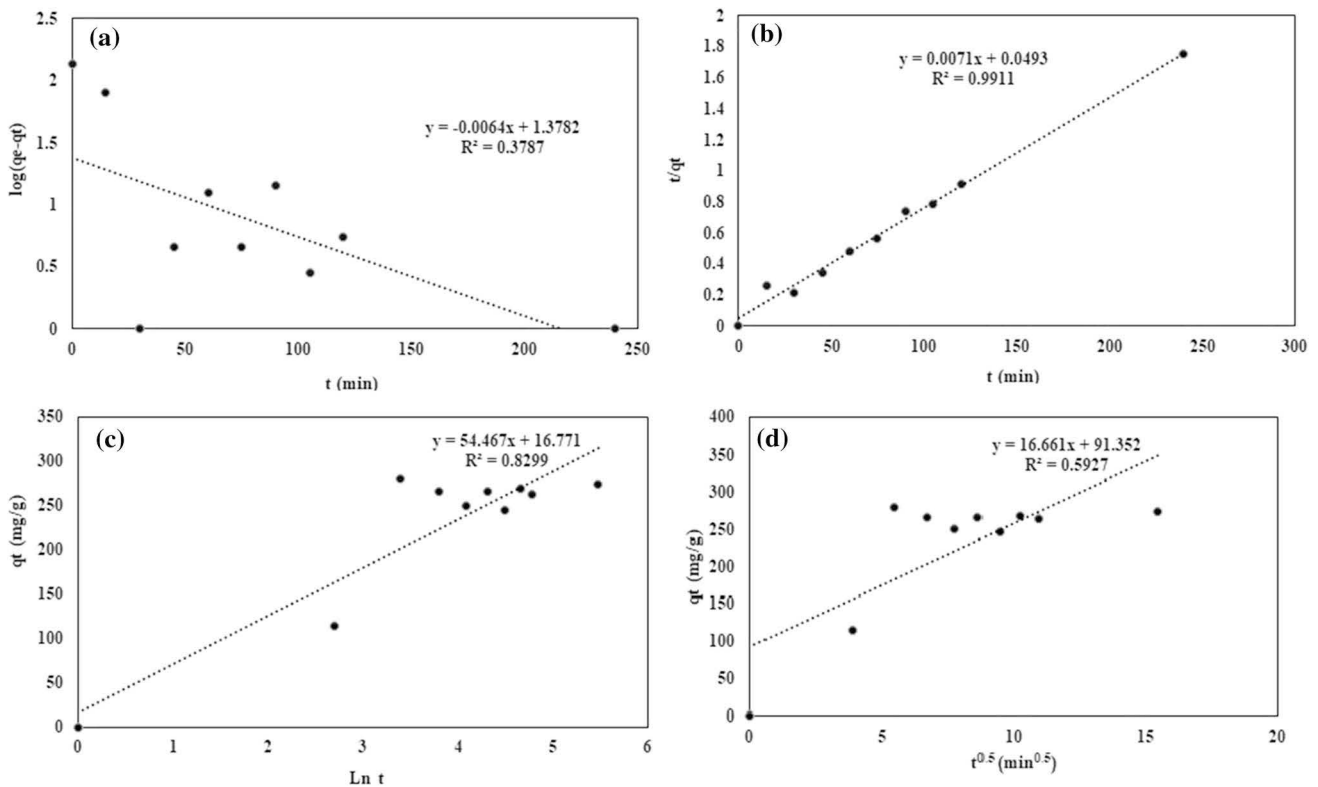 (a)
y = -0.0064x + 1.3782
R² = 0.3787
log(qe-qt)
2.5
2
1.5
1
0.5
0
0 50 100 150 200 250
t (min)
(b)
y = 0.0071x + 0.0493
R² = 0.9911
t/qt
2
1.8
1.6
1.4
1.2
1
0.8
0.6
0.4
0.2
0
0 50 100 150 200 250 300
t (min)
(c)
y = 54.467x + 16.771
R² = 0.8299
qt (mg/g)
350
300
250
200
150
100
50
0
0 1 2 3 4 5 6
Ln t
(d)
y = 16.661x + 91.352
R² = 0.5927
qt (mg/g)
400
350
300
250
200
150
100
50
0
0 5 10 15 20
t⁰·⁵ (min⁰·⁵)